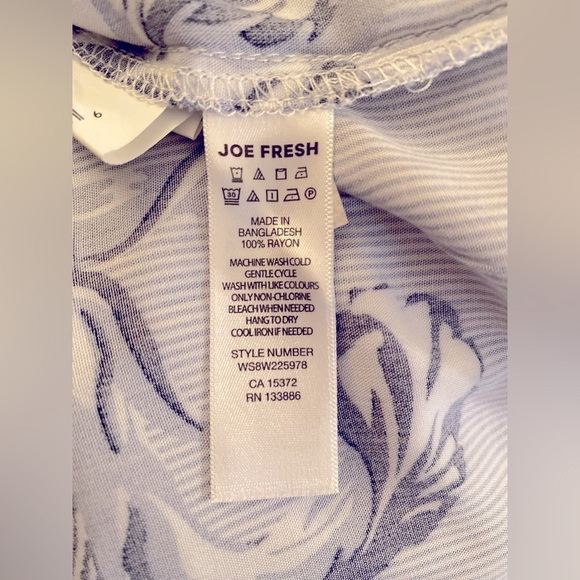 JOE FRESH
30 P
MADE IN
BANGLADESH
100% RAYON
MACHINE WASH COLD
GENTLE CYCLE
WASH WITH LIKE COLOURS
ONLY NON-CHLORINE
BLEACH WHEN NEEDED
HANG TO DRY
COOL IRON IF NEEDED
STYLE NUMBER
WS8W225978
CA 15372
RN 133886